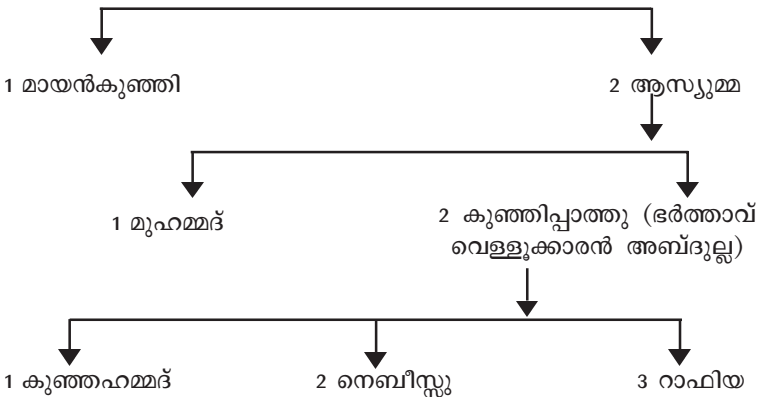 1 മായൻകുഞ്ഞി
2 ആസ്യുമ്മ
1 മുഹമ്മദ്
2 കുഞ്ഞിപ്പാത്തു (ഭർത്താവ്
വെള്ളൂക്കാരൻ അബ്ദുല്ല)
1 കുഞ്ഞഹമ്മദ്
2 നെബീസ്സു
3 റാഫിയ